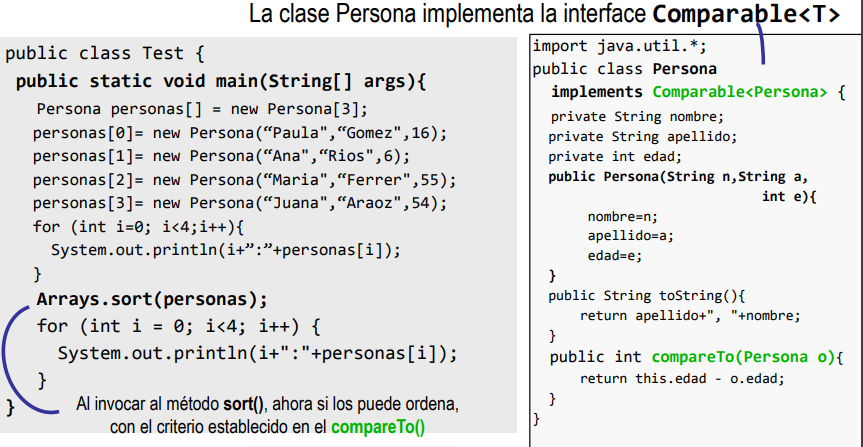 La clase Persona implementa la interface Comparable<T>
public class Test {
public static void main(String[] args){
Persona personas[] = new Persona[3];
personas[0]= new Persona(“Paula",“Gomez",16);
personas[1]= new Persona(“Ana",“Rios",6);
personas[2]= new Persona(“Maria",“Ferrer",55);
personas[3]= new Persona(“Juana",“Araoz",54);
for (int i=0; i<4;i++){
System.out.println(i+”:”+personas[i]);
}
Arrays.sort(personas);
for (int i = 0; i<4; i++) {
System.out.println(i+":"+personas[i]);
}
}
Al invocar al método sort(), ahora si los puede ordena,
con el criterio establecido en el compareTo()
import java.util.*;
public class Persona
implements Comparable<Persona> {
private String nombre;
private String apellido;
private int edad;
public Persona(String n,String a,
int e){
nombre=n;
apellido=a;
edad=e;
}
public String toString(){
return apellido+", "+nombre;
}
public int compareTo(Persona o){
return this.edad - o.edad;
}
}